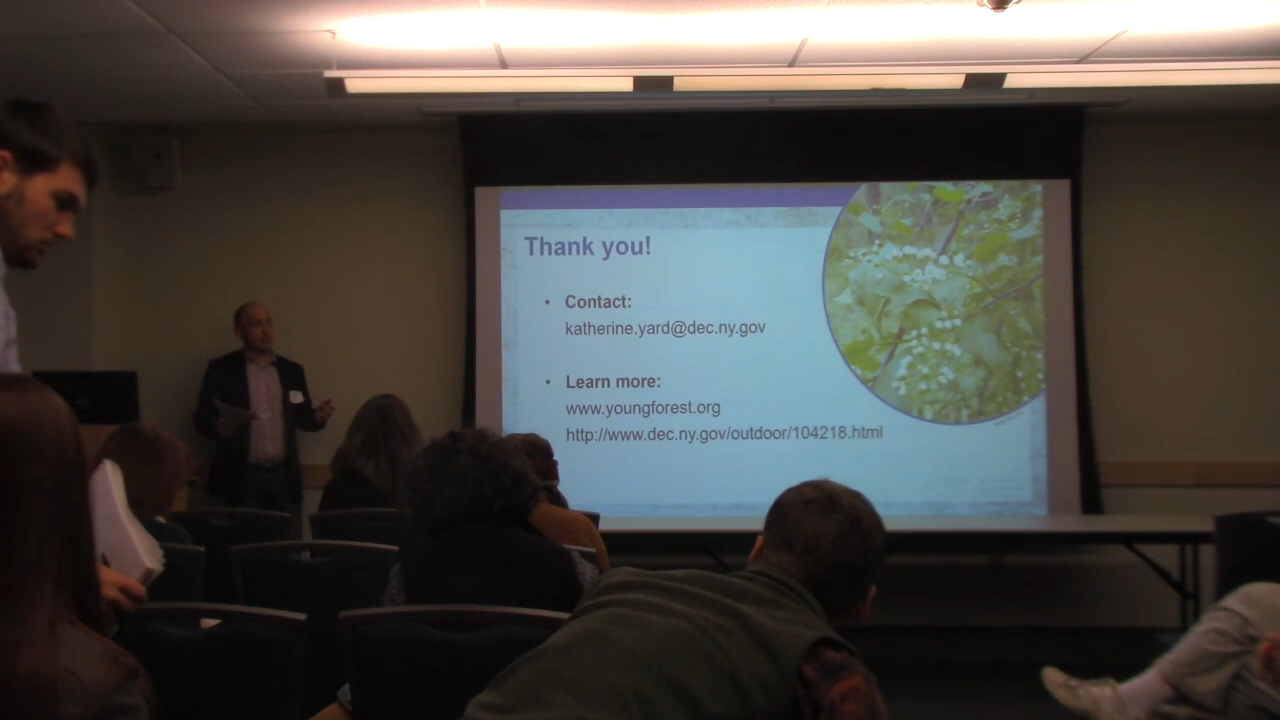 Thank you!
• Contact:
katherine.yard@dec.ny.gov
• Learn more:
www.youngforest.org
http://www.dec.ny.gov/outdoor/104218.html